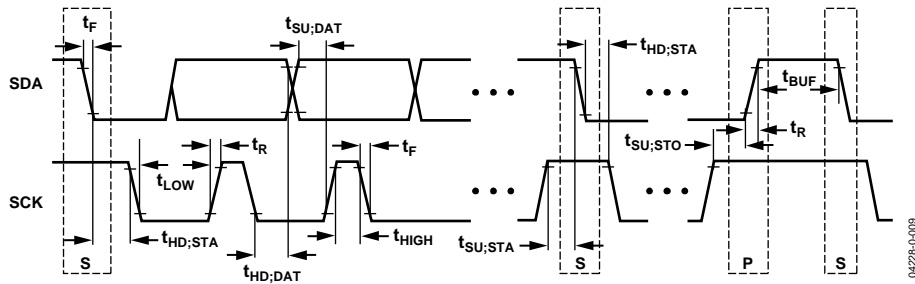 tF
tSU;DAT
tHD;STA
SDA
tBUF
tR
tF
tSU;STO
tR
tLOW
SCK
tHD;STA
tHIGH
tSU;STA
tHD;DAT
S
S
P
S
04228-0-009